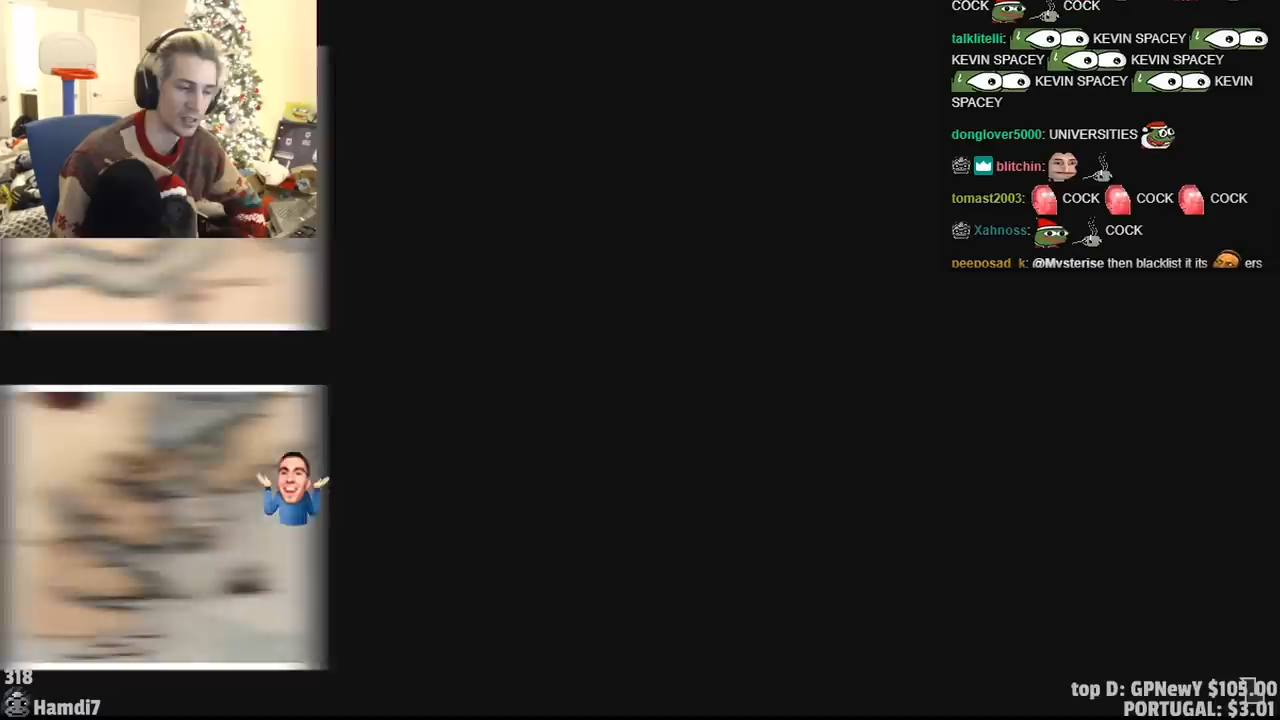 COCK COCK
talklitelli: KEVIN SPACEY
KEVIN SPACEY KEVIN SPACEY
KEVIN SPACEY KEVIN
SPACEY
donglover5000: UNIVERSITIES
blitchin:
tomast2003: COCK COCK COCK
Xahnoss: COCK
peeposad_k: @Mysterise then blacklist it its ers
318
Hamdi7
top D: GPNewY $105.00
PORTUGAL: $3.01